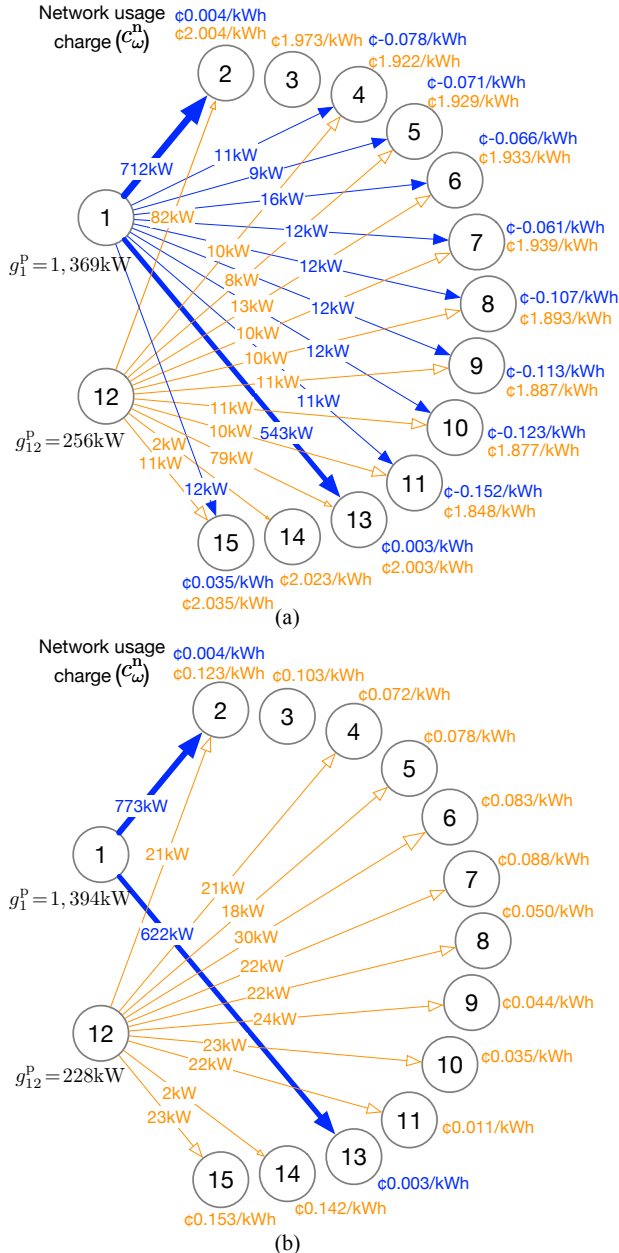 Network usage
charge (cⁿ_ω)
¢0.004/kWh
¢2.004/kWh
¢1.973/kWh
¢-0.078/kWh
¢1.922/kWh
¢-0.071/kWh
¢1.929/kWh
¢-0.066/kWh
¢1.933/kWh
¢-0.061/kWh
¢1.939/kWh
¢-0.107/kWh
¢1.893/kWh
¢-0.113/kWh
¢1.887/kWh
¢-0.123/kWh
¢1.877/kWh
¢-0.152/kWh
¢1.848/kWh
2
3
4
5
6
7
8
9
10
11
13
14
15
1
12
712kW
11kW
9kW
16kW
12kW
12kW
12kW
12kW
11kW
543kW
12kW
g₁ᵖ = 1,369kW
82kW
10kW
8kW
13kW
10kW
10kW
11kW
11kW
10kW
79kW
2kW
11kW
g₁₂ᵖ = 256kW
¢0.035/kWh
¢2.035/kWh
¢2.023/kWh
¢0.003/kWh
¢2.003/kWh
(a)
Network usage
charge (cⁿ_ω)
¢0.004/kWh
¢0.123/kWh
¢0.103/kWh
¢0.072/kWh
¢0.078/kWh
¢0.083/kWh
¢0.088/kWh
¢0.050/kWh
¢0.044/kWh
¢0.035/kWh
¢0.011/kWh
2
3
4
5
6
7
8
9
10
11
13
14
15
1
12
773kW
622kW
g₁ᵖ = 1,394kW
21kW
21kW
18kW
30kW
22kW
22kW
24kW
23kW
22kW
2kW
23kW
g₁₂ᵖ = 228kW
¢0.003/kWh
¢0.142/kWh
¢0.153/kWh
(b)